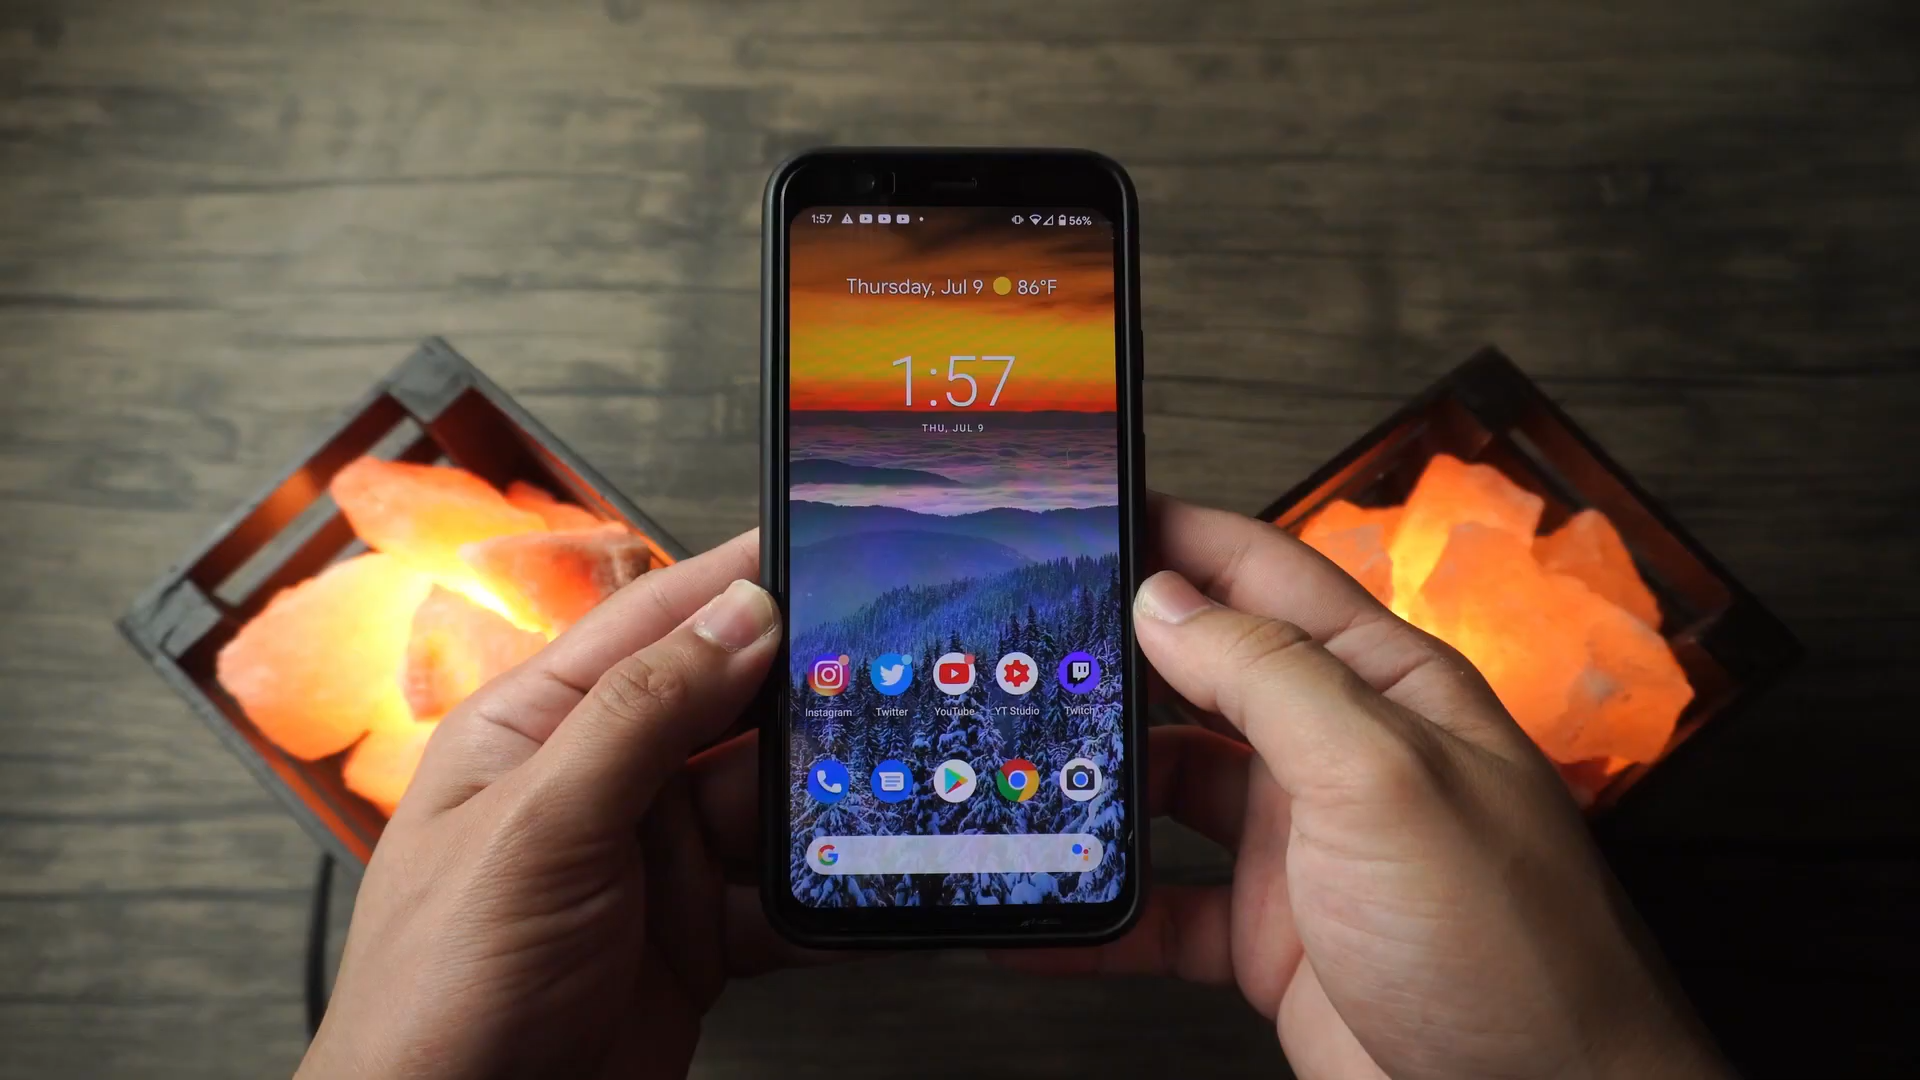 1:57 56%
Thursday, Jul 9 86°F
1:57
THU, JUL 9
Instagram Twitter YouTube YT Studio Twitch